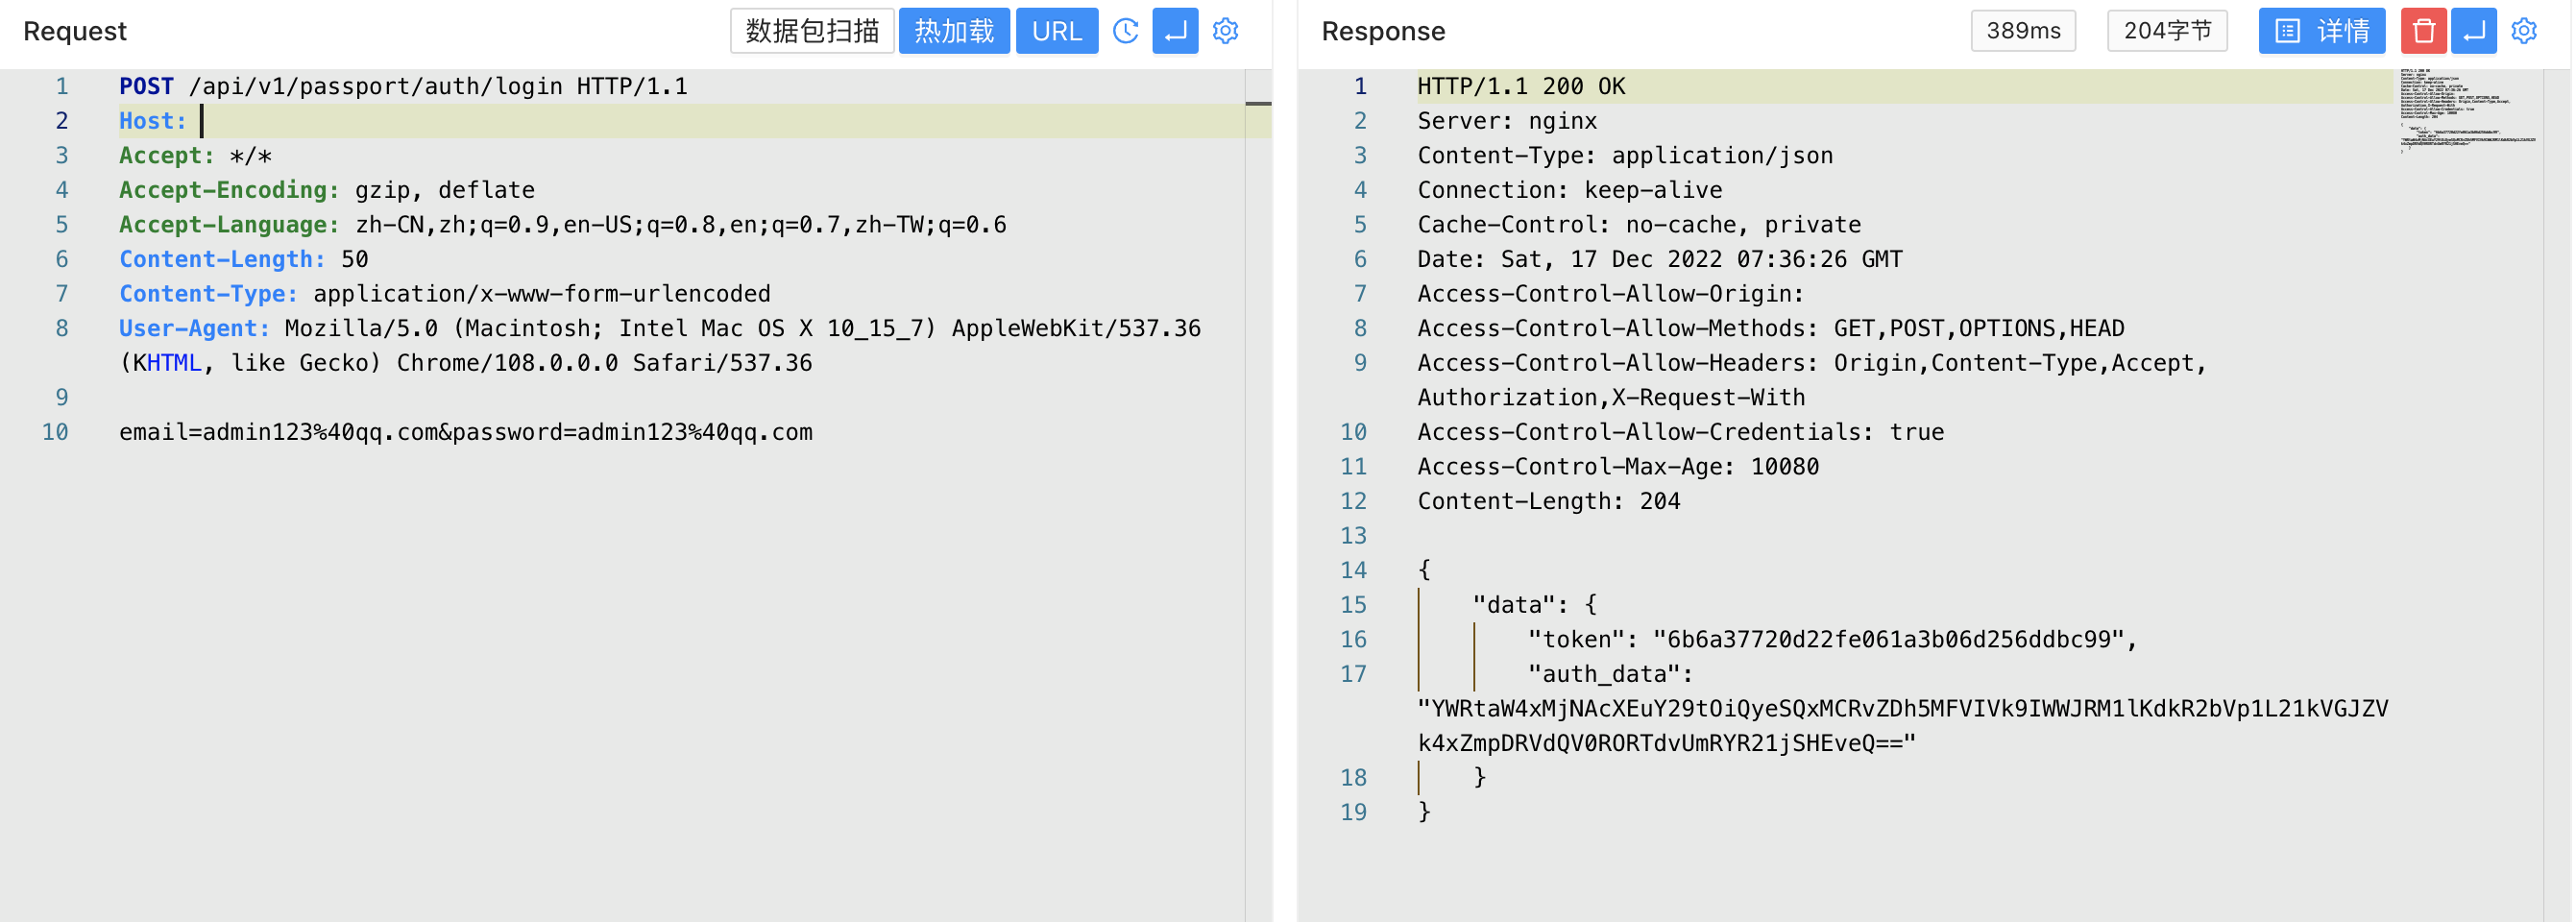 Request 数据包扫描 热加载 URL
1 POST /api/v1/passport/auth/login HTTP/1.1
2 Host:
3 Accept: */*
4 Accept-Encoding: gzip, deflate
5 Accept-Language: zh-CN,zh;q=0.9,en-US;q=0.8,en;q=0.7,zh-TW;q=0.6
6 Content-Length: 50
7 Content-Type: application/x-www-form-urlencoded
8 User-Agent: Mozilla/5.0 (Macintosh; Intel Mac OS X 10_15_7) AppleWebKit/537.36
(KHTML, like Gecko) Chrome/108.0.0.0 Safari/537.36
9
10 email=admin123%40qq.com&password=admin123%40qq.com
Response 389ms 204字节 详情
1 HTTP/1.1 200 OK
2 Server: nginx
3 Content-Type: application/json
4 Connection: keep-alive
5 Cache-Control: no-cache, private
6 Date: Sat, 17 Dec 2022 07:36:26 GMT
7 Access-Control-Allow-Origin:
8 Access-Control-Allow-Methods: GET,POST,OPTIONS,HEAD
9 Access-Control-Allow-Headers: Origin,Content-Type,Accept,
Authorization,X-Request-With
10 Access-Control-Allow-Credentials: true
11 Access-Control-Max-Age: 10080
12 Content-Length: 204
13
14 {
15 "data": {
16 "token": "6b6a37720d22fe061a3b06d256ddbc99",
17 "auth_data":
"YWRtaW4xMjNAcXEuY29tOiQyeSQxMCRvZDh5MFVIVk9IWWJRM1lKdkR2bVp1L21kVGJZV
k4xZmpDRVdQV0RORTdvUmRYR21jSHEveQ=="
18 }
19 }